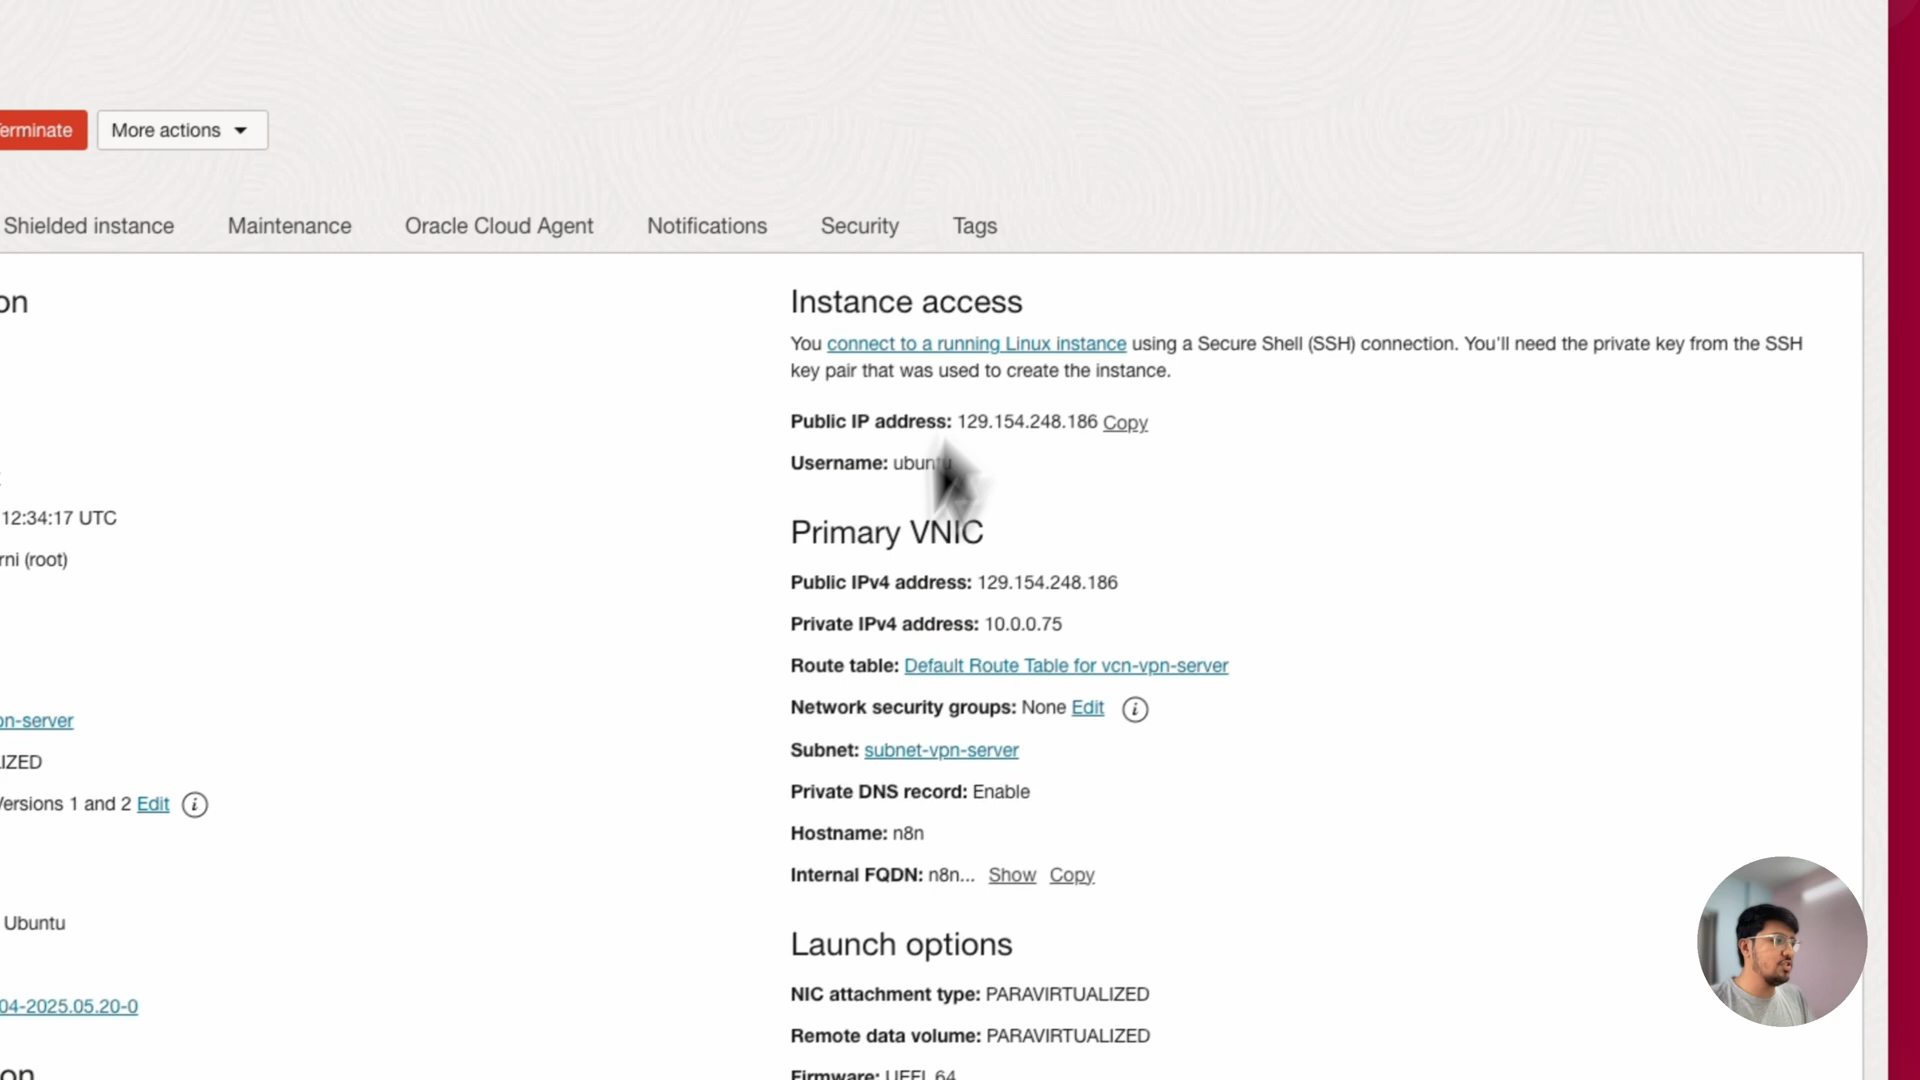 Terminate
More actions
Shielded instance
Maintenance
Oracle Cloud Agent
Notifications
Security
Tags
on
12:34:17 UTC
rni (root)
pn-server
IZED
Versions 1 and 2 Edit
Ubuntu
04-2025.05.20-0
on
Instance access
You connect to a running Linux instance using a Secure Shell (SSH) connection. You'll need the private key from the SSH
key pair that was used to create the instance.
Public IP address: 129.154.248.186 Copy
Username: ubuntu
Primary VNIC
Public IPv4 address: 129.154.248.186
Private IPv4 address: 10.0.0.75
Route table: Default Route Table for vcn-vpn-server
Network security groups: None Edit
Subnet: subnet-vpn-server
Private DNS record: Enable
Hostname: n8n
Internal FQDN: n8n... Show Copy
Launch options
NIC attachment type: PARAVIRTUALIZED
Remote data volume: PARAVIRTUALIZED
Firmware: UEFI_64